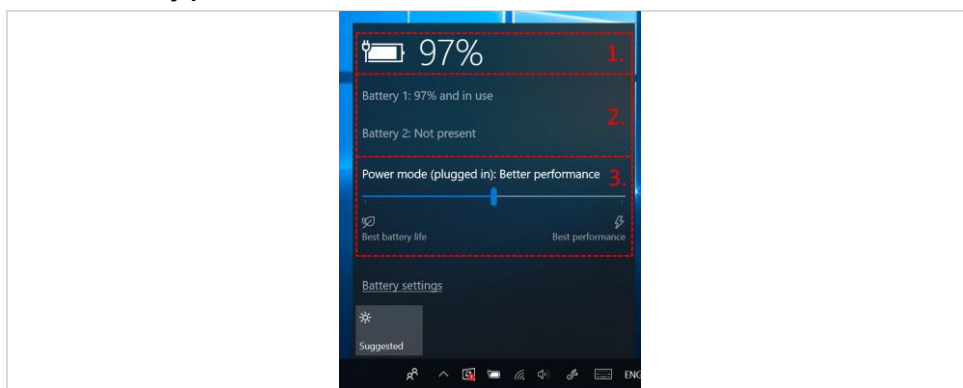 97%
1.
Battery 1: 97% and in use
2.
Battery 2: Not present
Power mode (plugged in): Better performance
3.
Best battery life
Best performance
Battery settings
Suggested
ENG